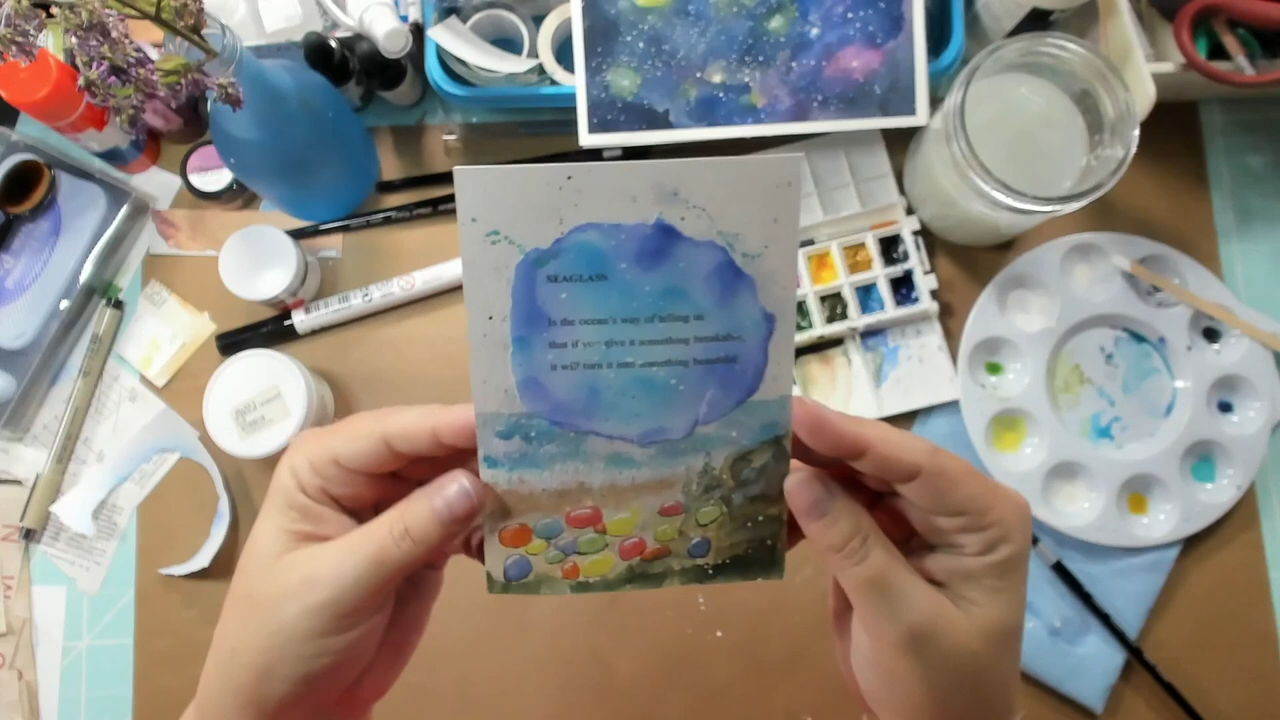 SEAGLASS
Is the ocean's way of telling us
that if you give it something breakable,
it will turn it into something beautiful